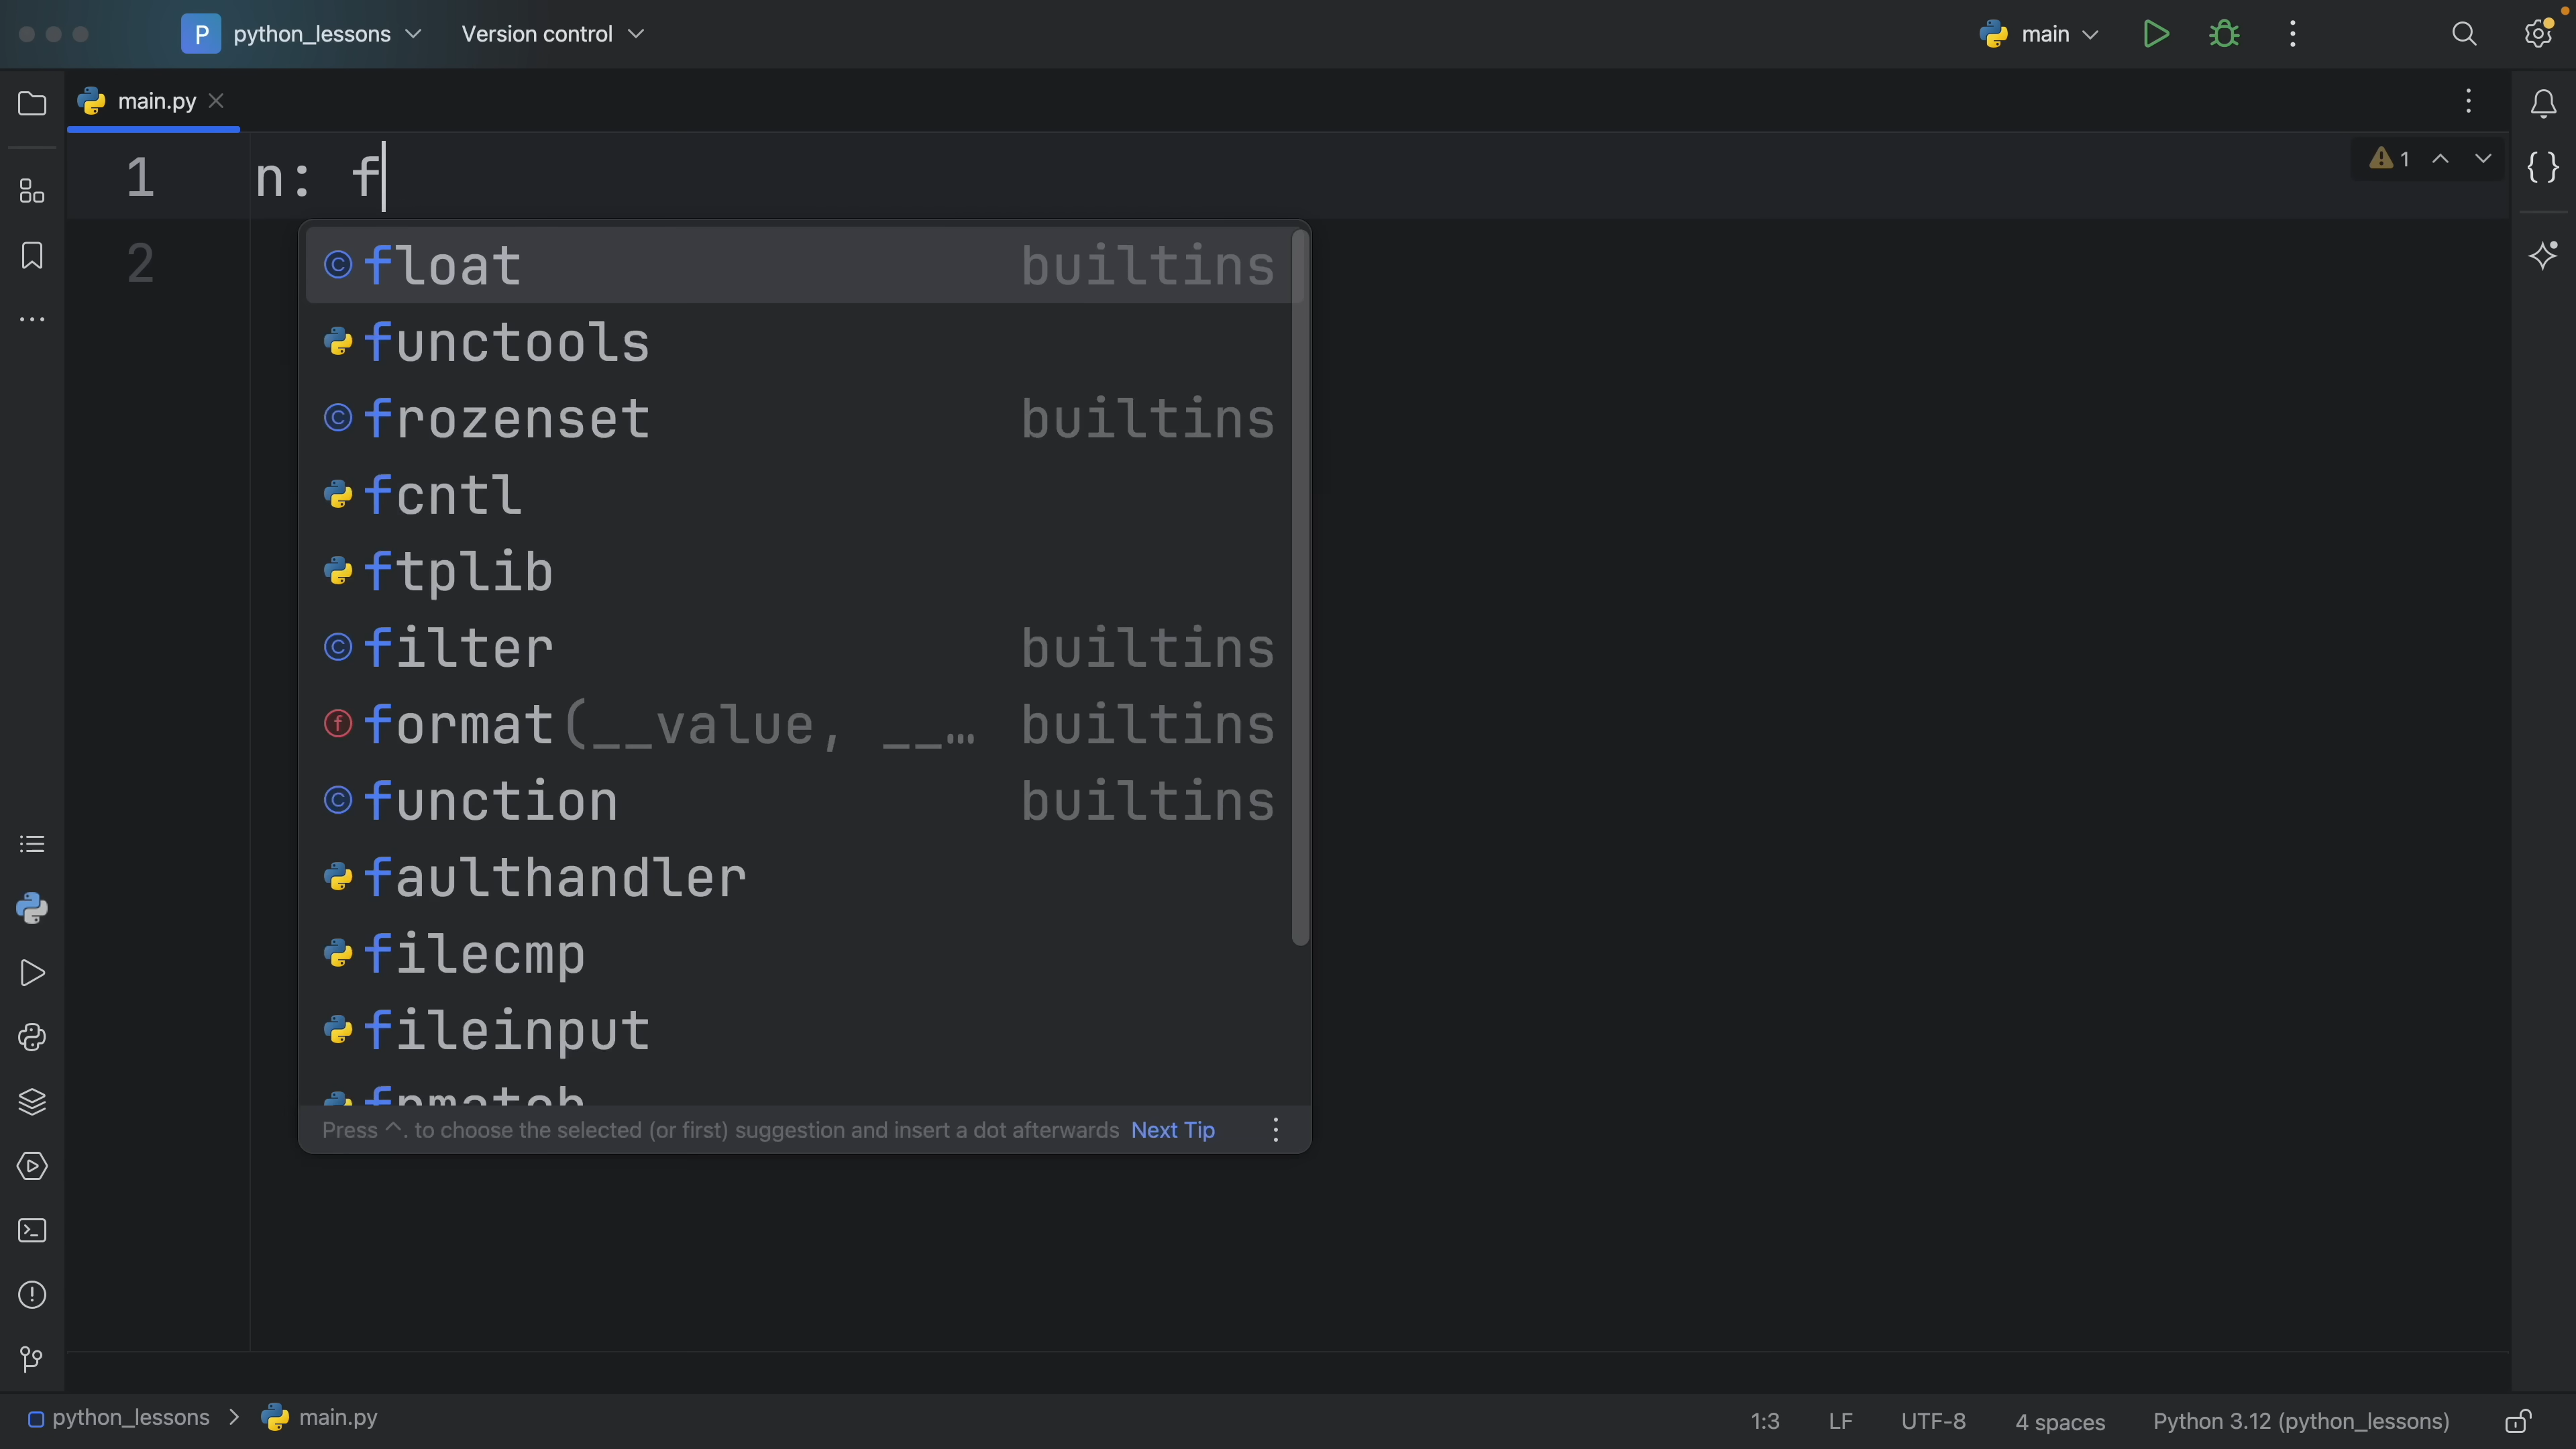 P python_lessons Version control main
main.py
1 n: f
1
2
float builtins
functools
frozenset builtins
fcntl
ftplib
filter builtins
format(__value, __… builtins
function builtins
faulthandler
filecmp
fileinput
Press ^. to choose the selected (or first) suggestion and insert a dot afterwards Next Tip
python_lessons > main.py 1:3 LF UTF-8 4 spaces Python 3.12 (python_lessons)